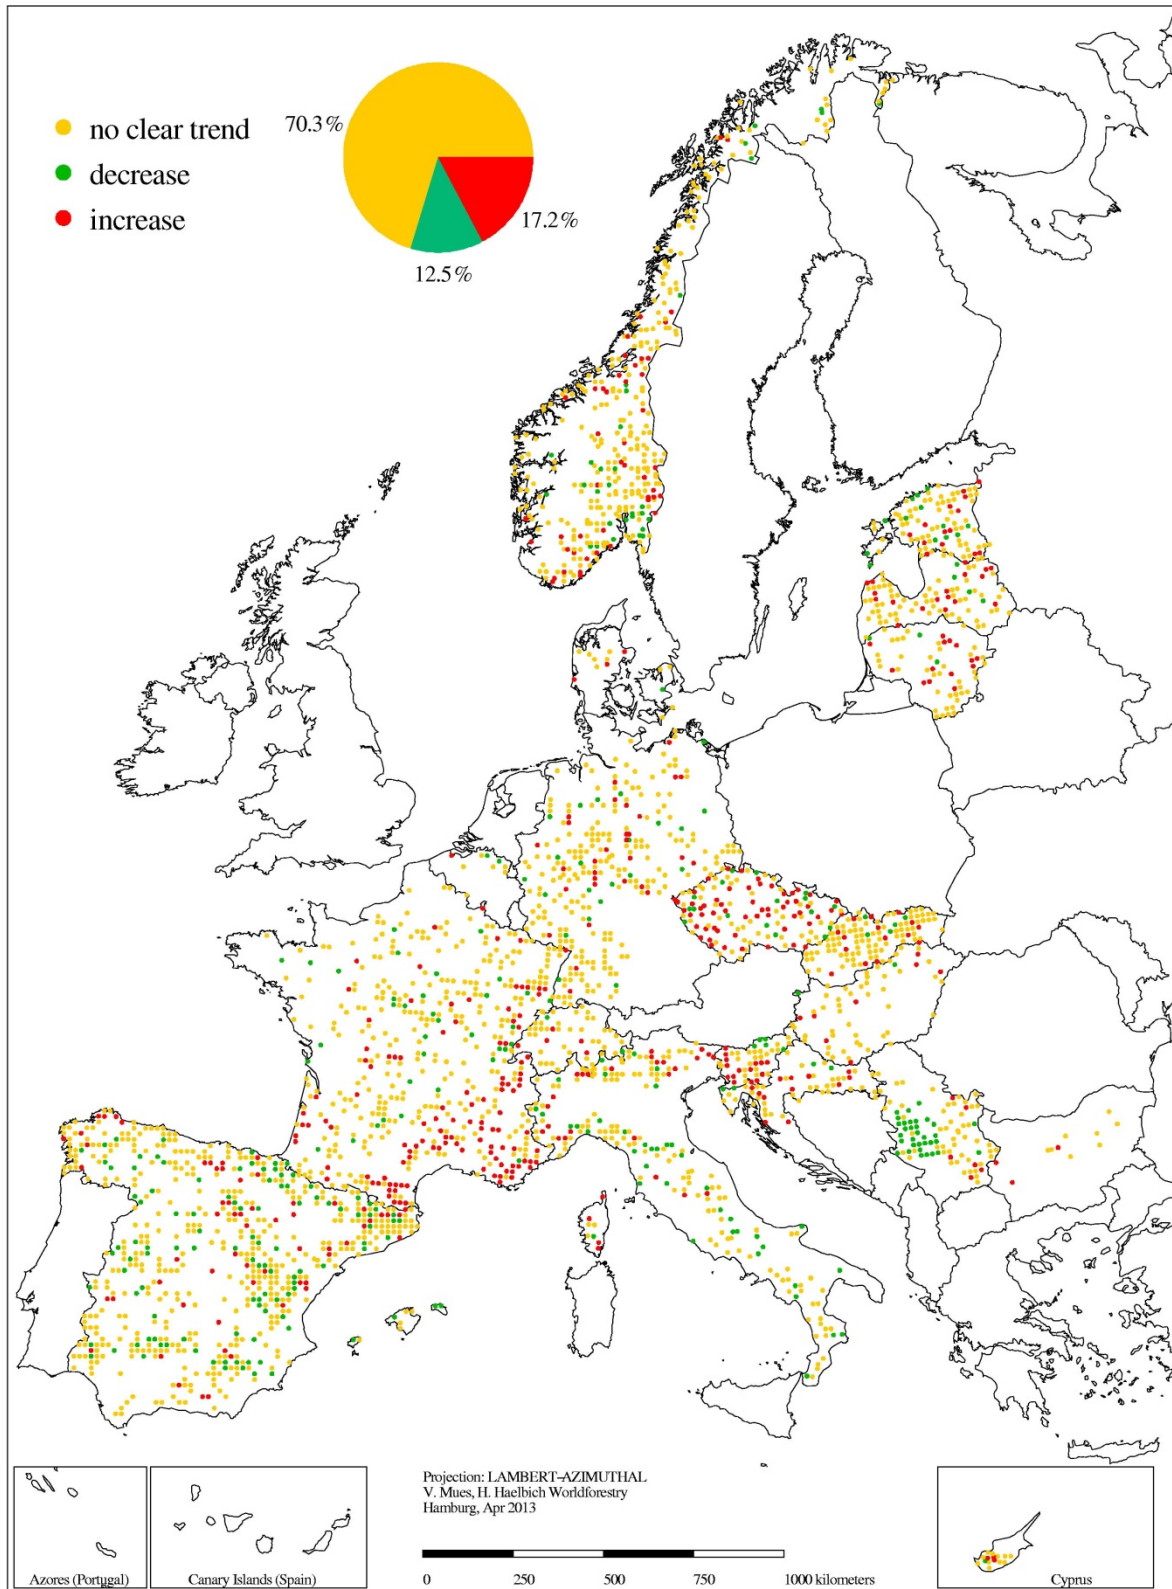 no clear trend
decrease
increase
70.3%
17.2%
12.5%
Projection: LAMBERT-AZIMUTHAL
V. Mues, H. Haelbich Worldforestry
Hamburg, Apr 2013
Azores (Portugal)
Canary Islands (Spain)
0 250 500 750 1000 kilometers
Cyprus